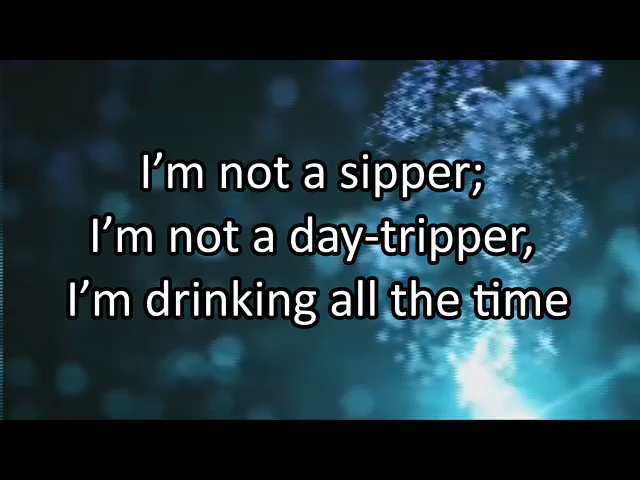 I’m not a sipper;
I’m not a day-tripper,
I’m drinking all the time